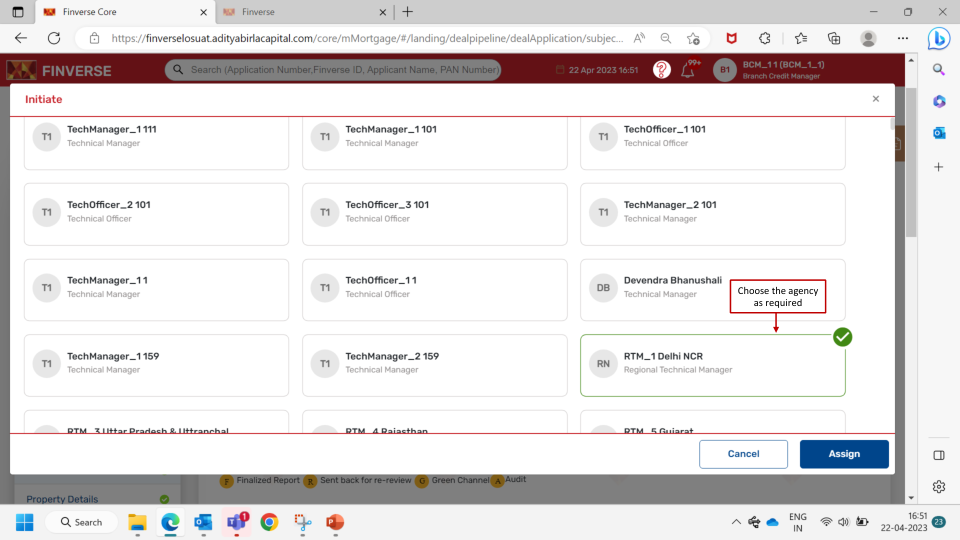 Finverse Core
Finverse
https://finverselosuat.adityabirlacapital.com/core/mMortgage/#/landing/dealpipeline/dealApplication/subjec...
FINVERSE
Search (Application Number,Finverse ID, Applicant Name, PAN Number)
22 Apr 2023 16:51
99+
B1
BCM_1 1 (BCM_1_1)
Branch Credit Manager
Initiate
T1 TechManager_1 111
Technical Manager
T1 TechManager_1 101
Technical Manager
T1 TechOfficer_1 101
Technical Officer
T1 TechOfficer_2 101
Technical Officer
T1 TechOfficer_3 101
Technical Officer
T1 TechManager_2 101
Technical Manager
T1 TechManager_1 1
Technical Manager
T1 TechOfficer_1 1
Technical Officer
DB Devendra Bhanushali
Technical Manager
Choose the agency
as required
T1 TechManager_1 159
Technical Manager
T1 TechManager_2 159
Technical Manager
RN RTM_1 Delhi NCR
Regional Technical Manager
RTM_3 Uttar Pradesh & Uttranchal
RTM_4 Rajasthan
RTM_5 Gujarat
Cancel
Assign
F Finalized Report R Sent back for re-review G Green Channel A Audit
Property Details
Search
1
ENG
IN
16:51
22-04-2023
23